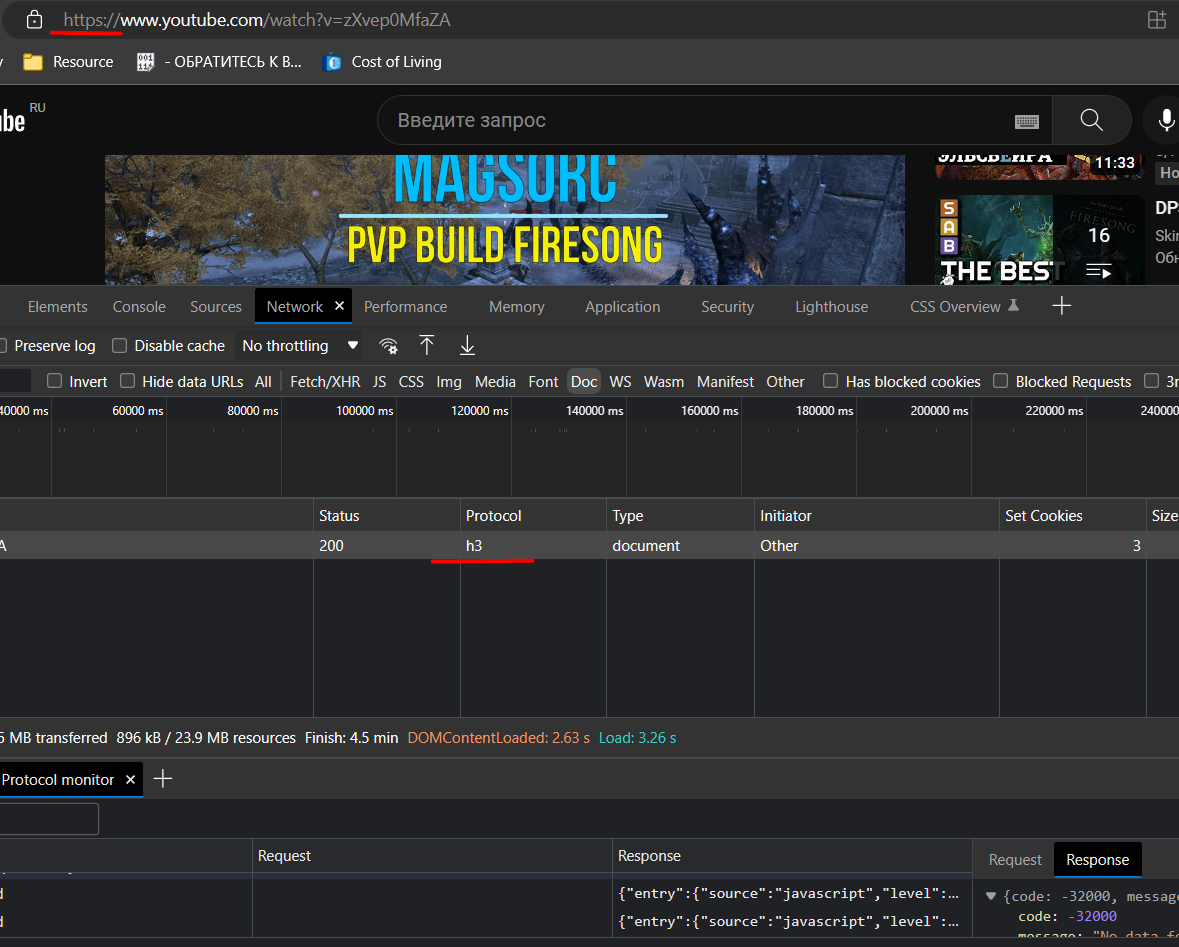 https://www.youtube.com/watch?v=zXvep0MfaZA
Resource
- ОБРАТИТЕСЬ К В...
Cost of Living
RU
Введите запрос
MAGSORC
PVP BUILD FIRESONG
ЭЛЬСВЕЙРА
11:33
S
A
B
THE BEST
FIRESONG
16
Elements Console Sources Network Performance Memory Application Security Lighthouse CSS Overview
Preserve log Disable cache No throttling
Invert Hide data URLs All Fetch/XHR JS CSS Img Media Font Doc WS Wasm Manifest Other Has blocked cookies Blocked Requests
40000 ms 60000 ms 80000 ms 100000 ms 120000 ms 140000 ms 160000 ms 180000 ms 200000 ms 220000 ms 240000
Status Protocol Type Initiator Set Cookies Size
A 200 h3 document Other 3
MB transferred 896 kB / 23.9 MB resources Finish: 4.5 min DOMContentLoaded: 2.63 s Load: 3.26 s
Protocol monitor
Request Response
Request Response
d {"entry":{"source":"javascript","level":...
d {"entry":{"source":"javascript","level":...
{code: -32000, message
code: -32000
message: "No data fo